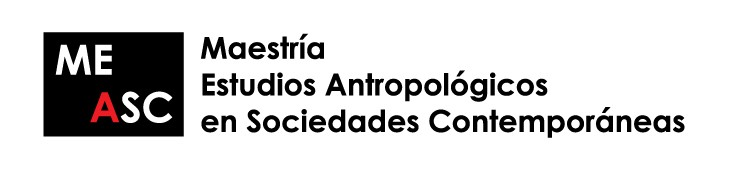 ME
ASC
Maestría
Estudios Antropológicos
en Sociedades Contemporáneas